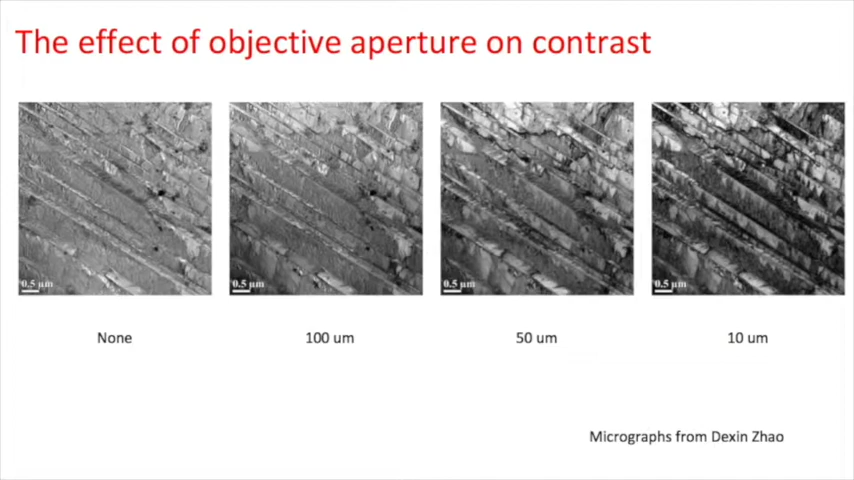 The effect of objective aperture on contrast
0.5 µm 0.5 µm 0.5 µm 0.5 µm
None 100 um 50 um 10 um
Micrographs from Dexin Zhao